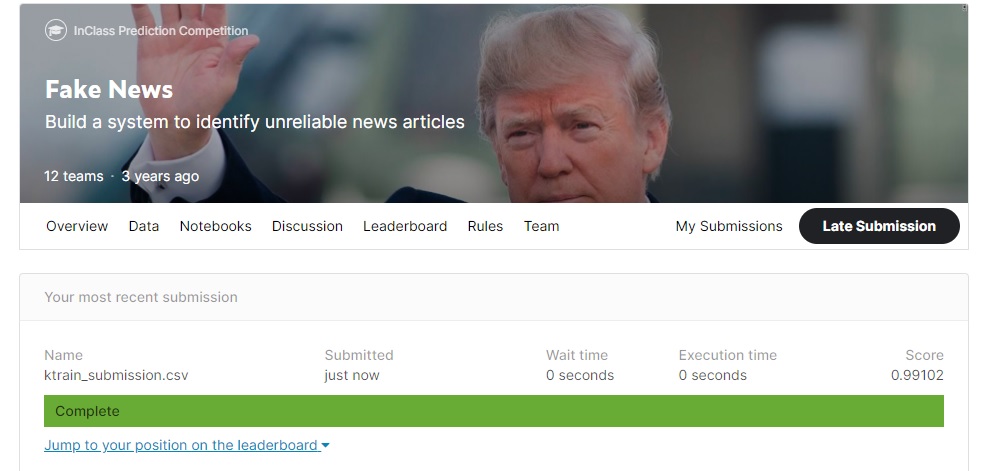 InClass Prediction Competition
Fake News
Build a system to identify unreliable news articles
12 teams · 3 years ago
Overview Data Notebooks Discussion Leaderboard Rules Team My Submissions Late Submission
Your most recent submission
Name Submitted Wait time Execution time Score
ktrain_submission.csv just now 0 seconds 0 seconds 0.99102
Complete
Jump to your position on the leaderboard